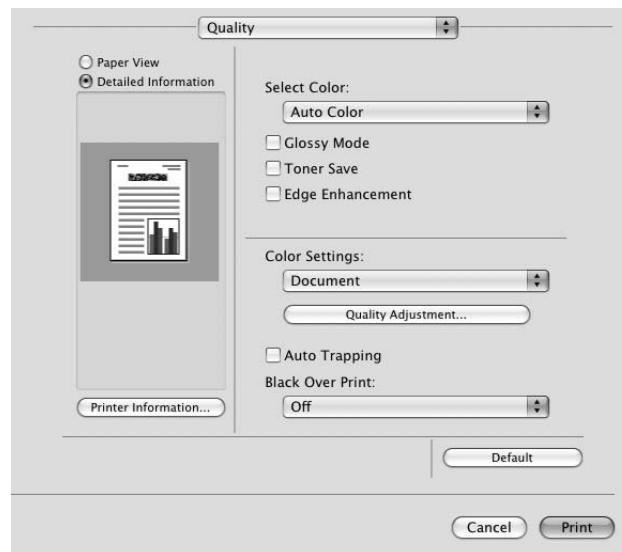 Quality
Paper View
Detailed Information
Printer Information...
Select Color:
Auto Color
Glossy Mode
Toner Save
Edge Enhancement
Color Settings:
Document
Quality Adjustment...
Auto Trapping
Black Over Print:
Off
Default
Cancel
Print